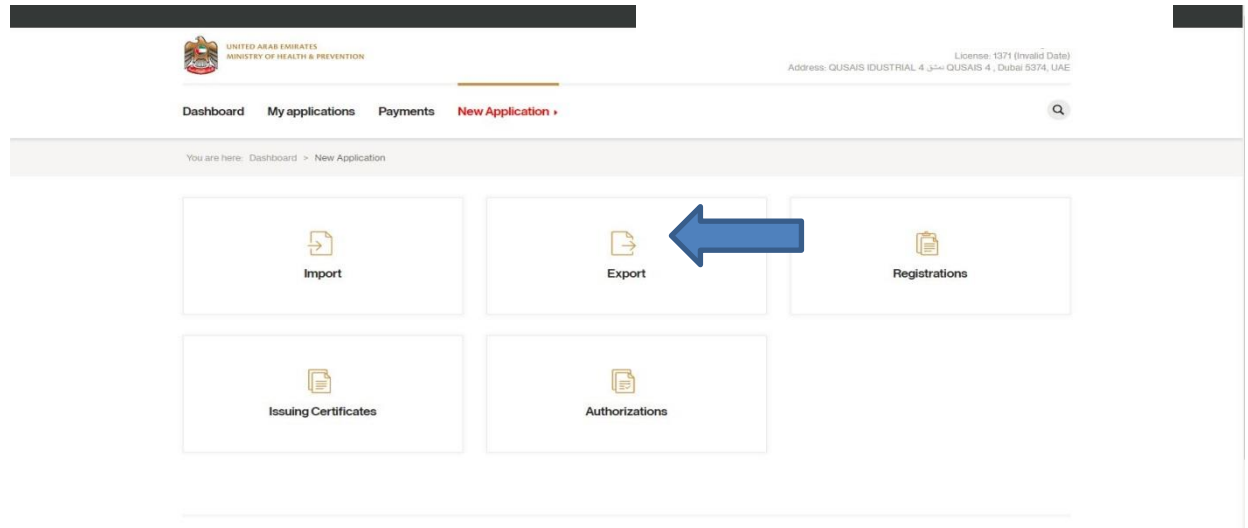 UNITED ARAB EMIRATES
MINISTRY OF HEALTH & PREVENTION
License: 1371 (Invalid Date)
Address: QUSAIS IDUSTRIAL 4 QUSAIS 4 , Dubai 5374, UAE
Dashboard My applications Payments New Application
You are here: Dashboard > New Application
Import
Export
Registrations
Issuing Certificates
Authorizations